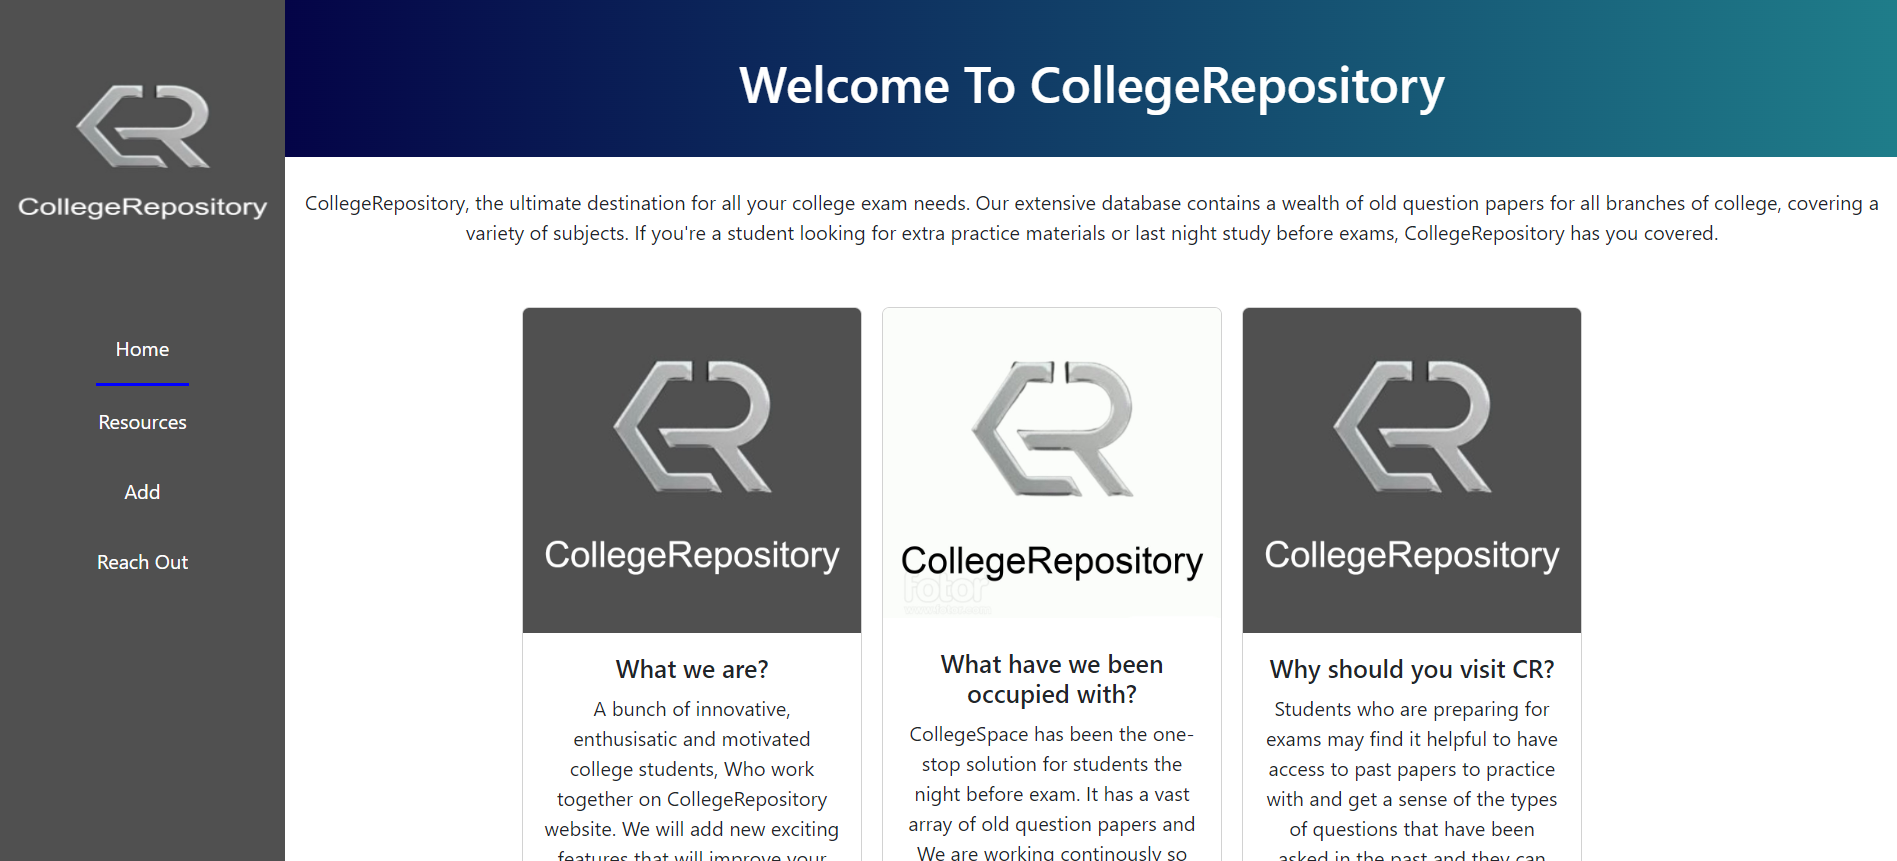 CollegeRepository
Home
Resources
Add
Reach Out
Welcome To CollegeRepository
CollegeRepository, the ultimate destination for all your college exam needs. Our extensive database contains a wealth of old question papers for all branches of college, covering a
variety of subjects. If you're a student looking for extra practice materials or last night study before exams, CollegeRepository has you covered.
CR
CollegeRepository
What we are?
A bunch of innovative,
enthusisatic and motivated
college students, Who work
together on CollegeRepository
website. We will add new exciting
features that will improve your
CR
CollegeRepository
fotor
www.fotor.com
What have we been
occupied with?
CollegeSpace has been the one-
stop solution for students the
night before exam. It has a vast
array of old question papers and
We are working continously so
CR
CollegeRepository
Why should you visit CR?
Students who are preparing for
exams may find it helpful to have
access to past papers to practice
with and get a sense of the types
of questions that have been
asked in the past and they can